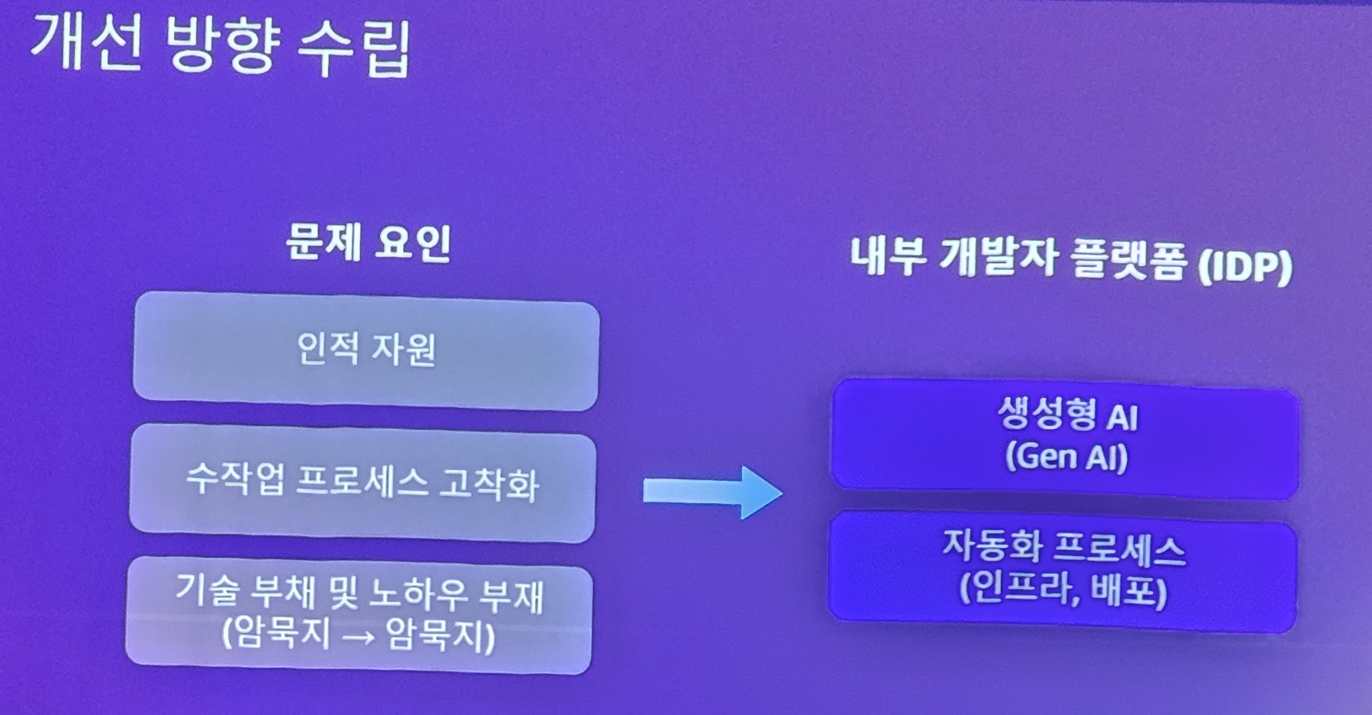 개선 방향 수립
문제 요인
인적 자원
수작업 프로세스 고착화
기술 부채 및 노하우 부재
(암묵지 → 암묵지)
내부 개발자 플랫폼 (IDP)
생성형 AI
(Gen AI)
자동화 프로세스
(인프라, 배포)